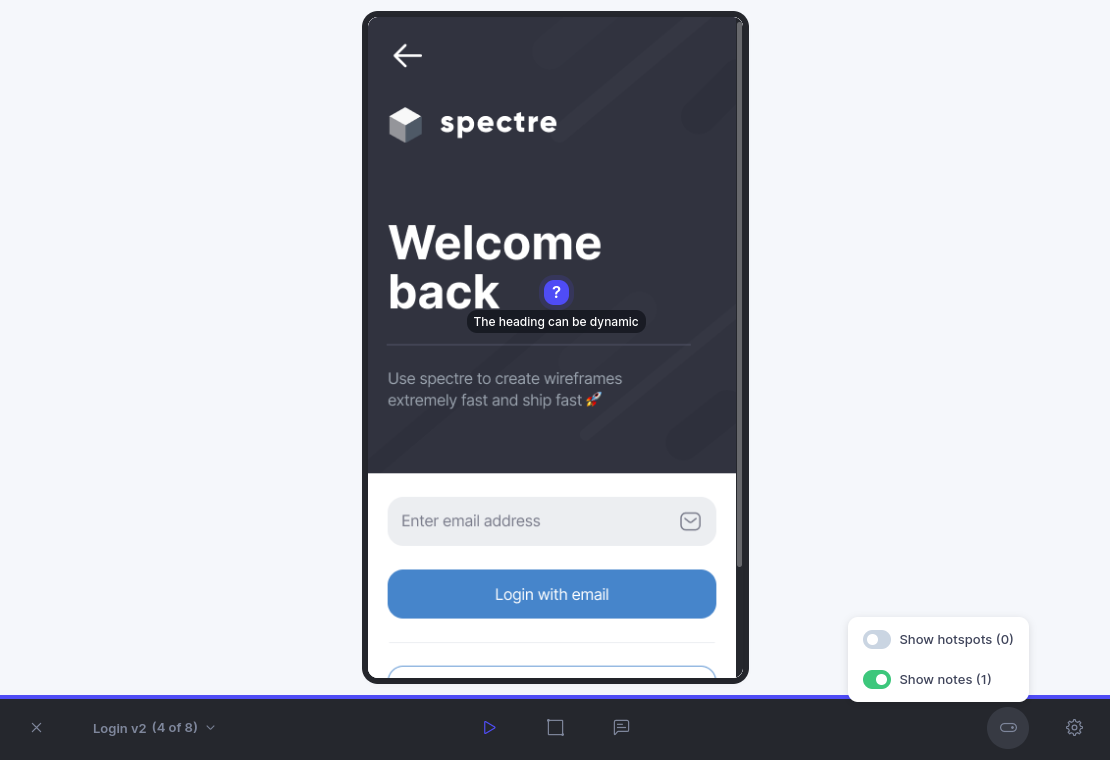 spectre
Welcome
back
?
The heading can be dynamic
Use spectre to create wireframes
extremely fast and ship fast 🚀
Enter email address
Login with email
Show hotspots (0)
Show notes (1)
Login v2 (4 of 8)